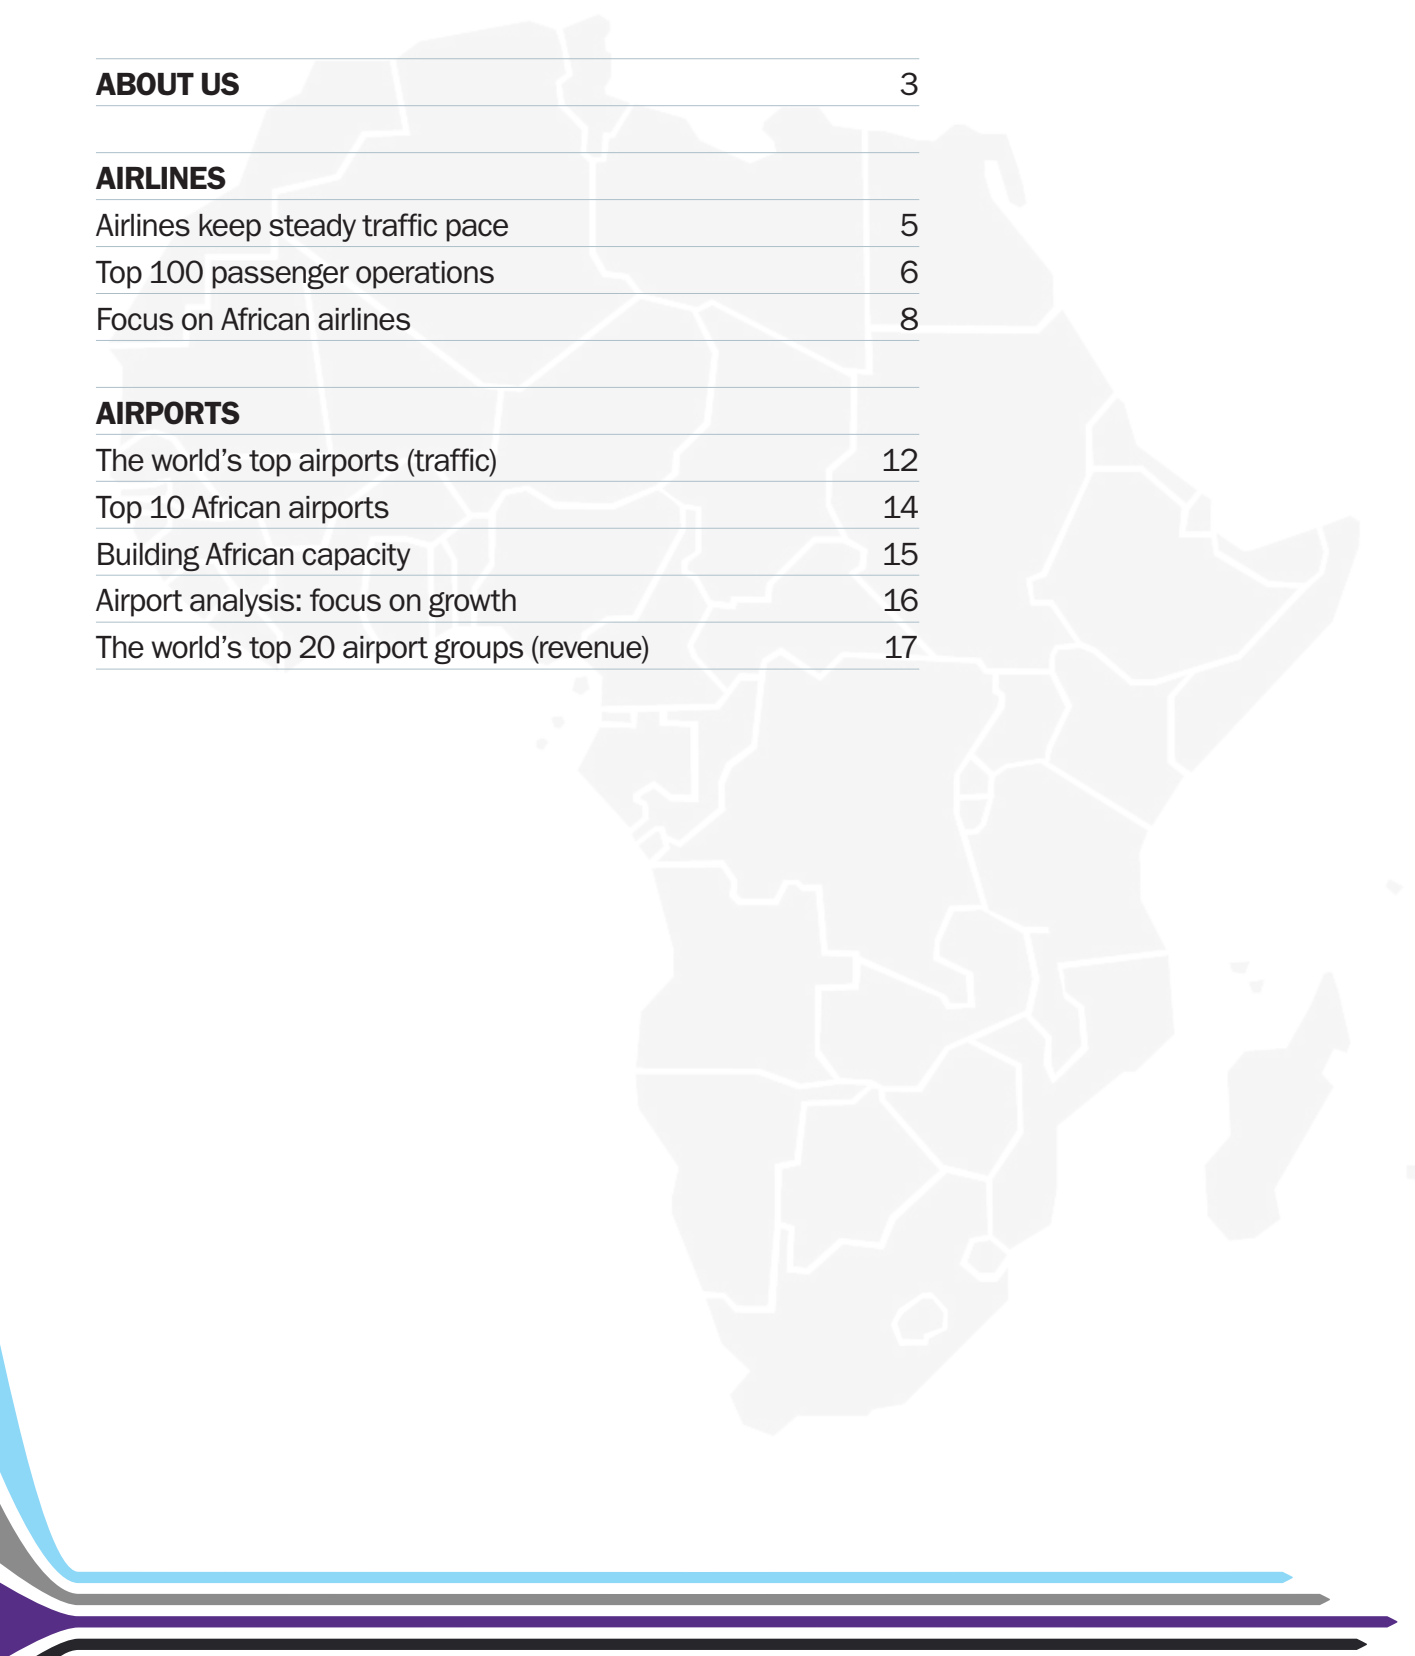 ABOUT US 3
AIRLINES
Airlines keep steady traffic pace 5
Top 100 passenger operations 6
Focus on African airlines 8
AIRPORTS
The world's top airports (traffic) 12
Top 10 African airports 14
Building African capacity 15
Airport analysis: focus on growth 16
The world's top 20 airport groups (revenue) 17